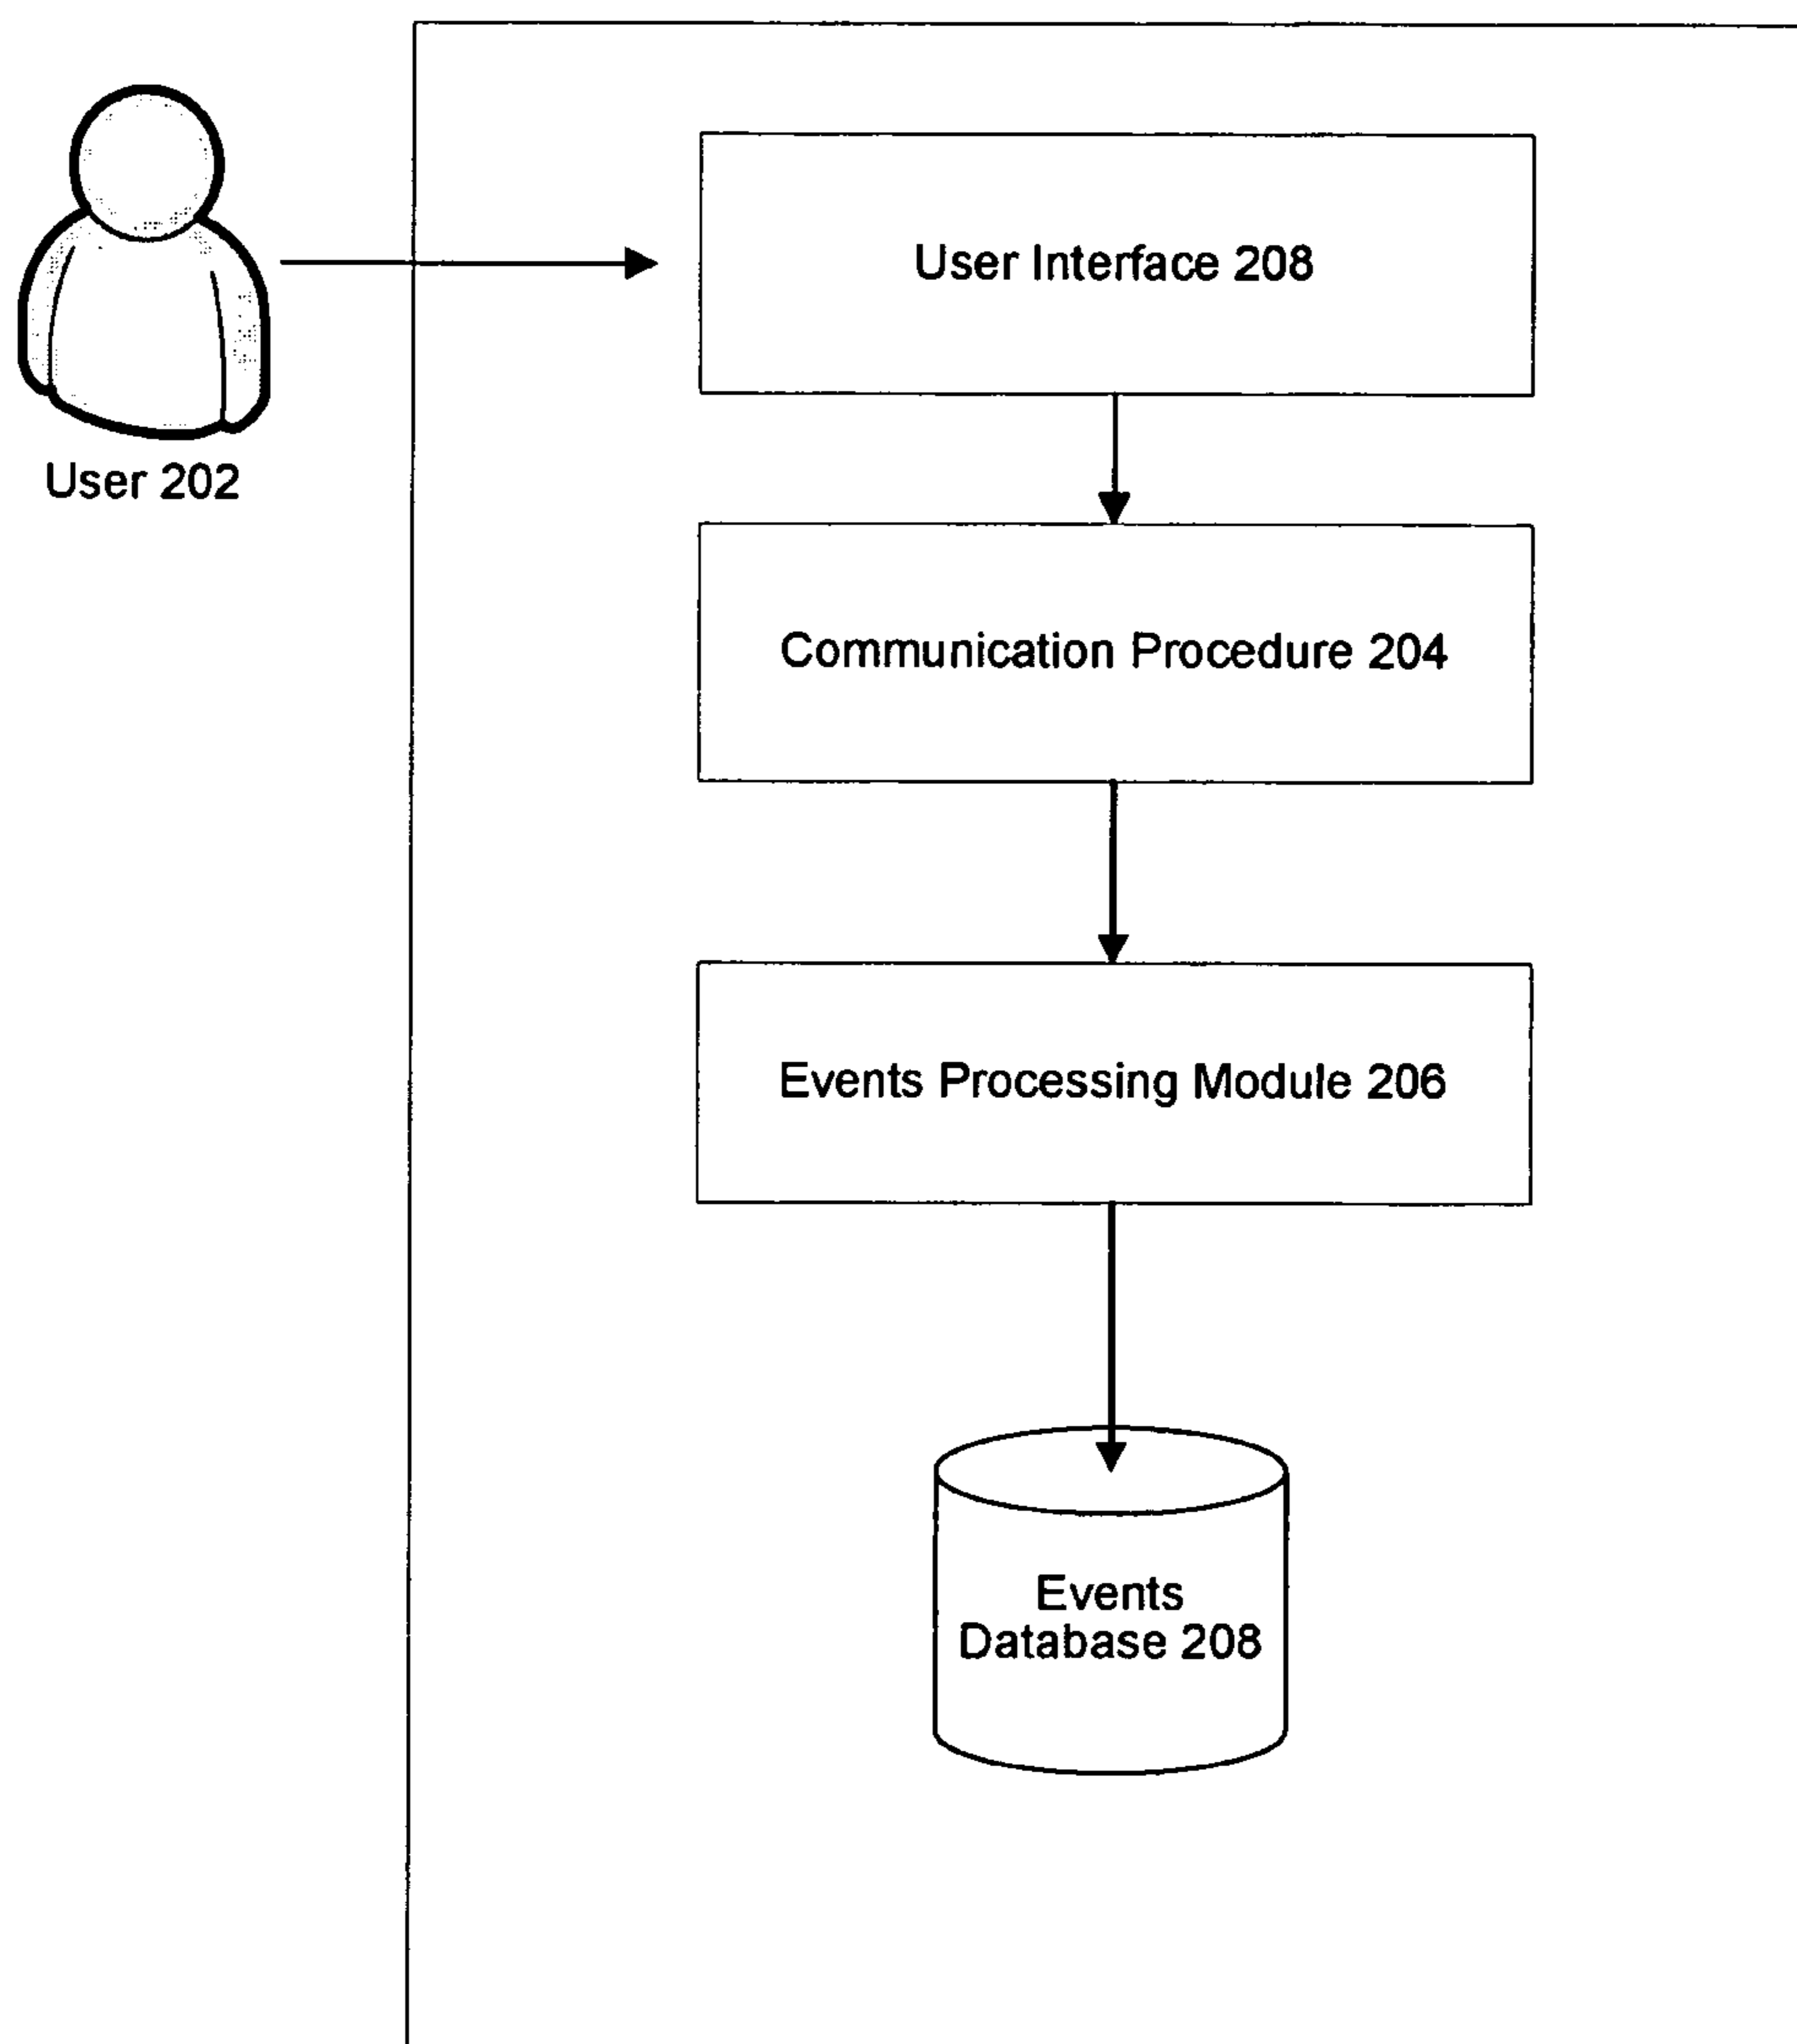 User Interface 208
User 202
Communication Procedure 204
Events Processing Module 206
Events
Database 208